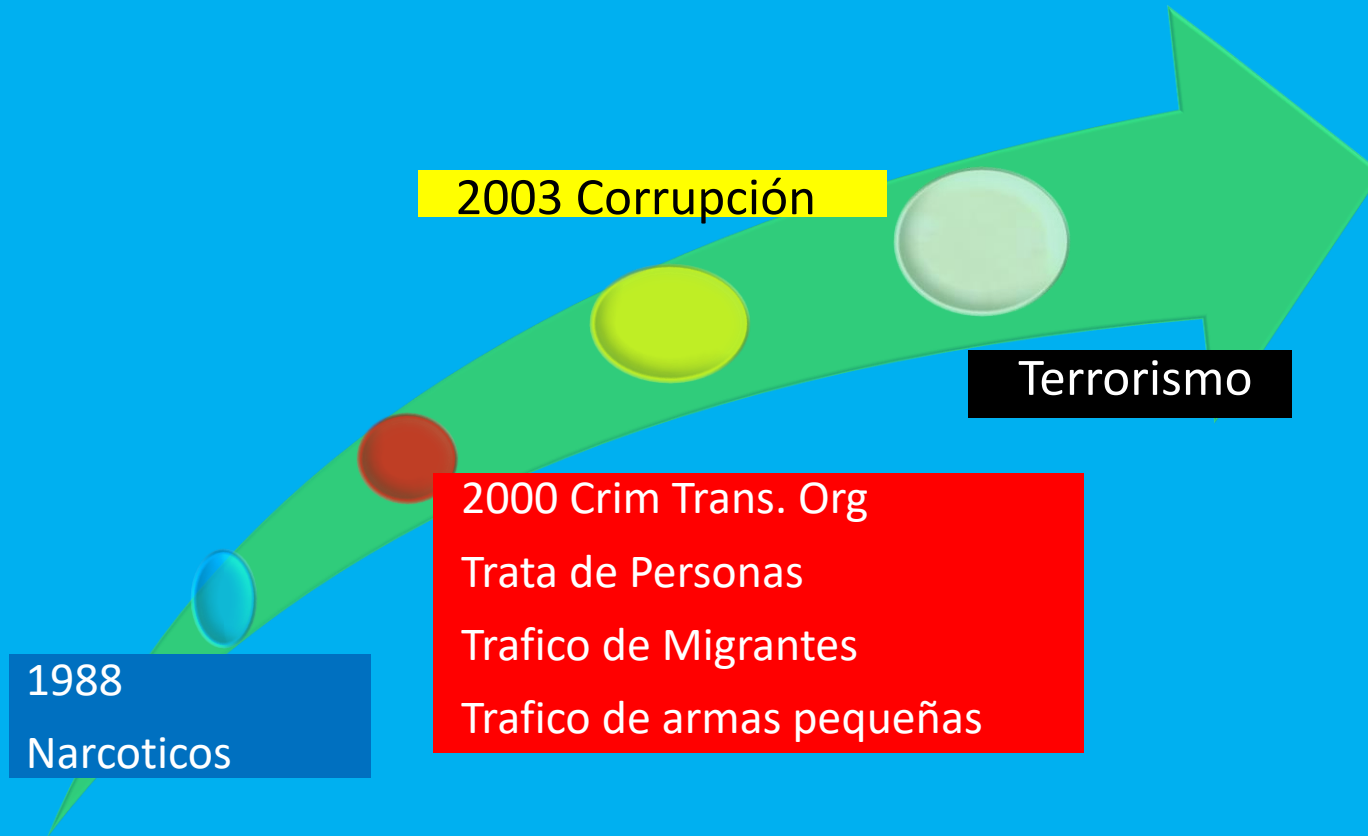 2003 Corrupción
Terrorismo
2000 Crim Trans. Org
Trata de Personas
Trafico de Migrantes
Trafico de armas pequeñas
1988
Narcoticos